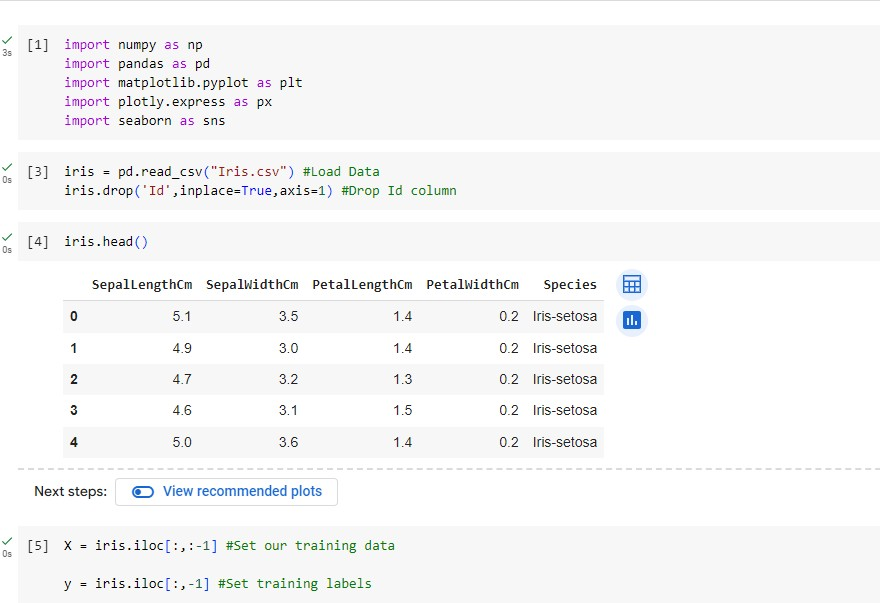 3s
[1] import numpy as np
import pandas as pd
import matplotlib.pyplot as plt
import plotly.express as px
import seaborn as sns
0s
[3] iris = pd.read_csv("Iris.csv") #Load Data
iris.drop('Id',inplace=True,axis=1) #Drop Id column
0s
[4] iris.head()
SepalLengthCm SepalWidthCm PetalLengthCm PetalWidthCm Species
0 5.1 3.5 1.4 0.2 Iris-setosa
1 4.9 3.0 1.4 0.2 Iris-setosa
2 4.7 3.2 1.3 0.2 Iris-setosa
3 4.6 3.1 1.5 0.2 Iris-setosa
4 5.0 3.6 1.4 0.2 Iris-setosa
Next steps: View recommended plots
0s
[5] X = iris.iloc[:,:-1] #Set our training data
y = iris.iloc[:,-1] #Set training labels